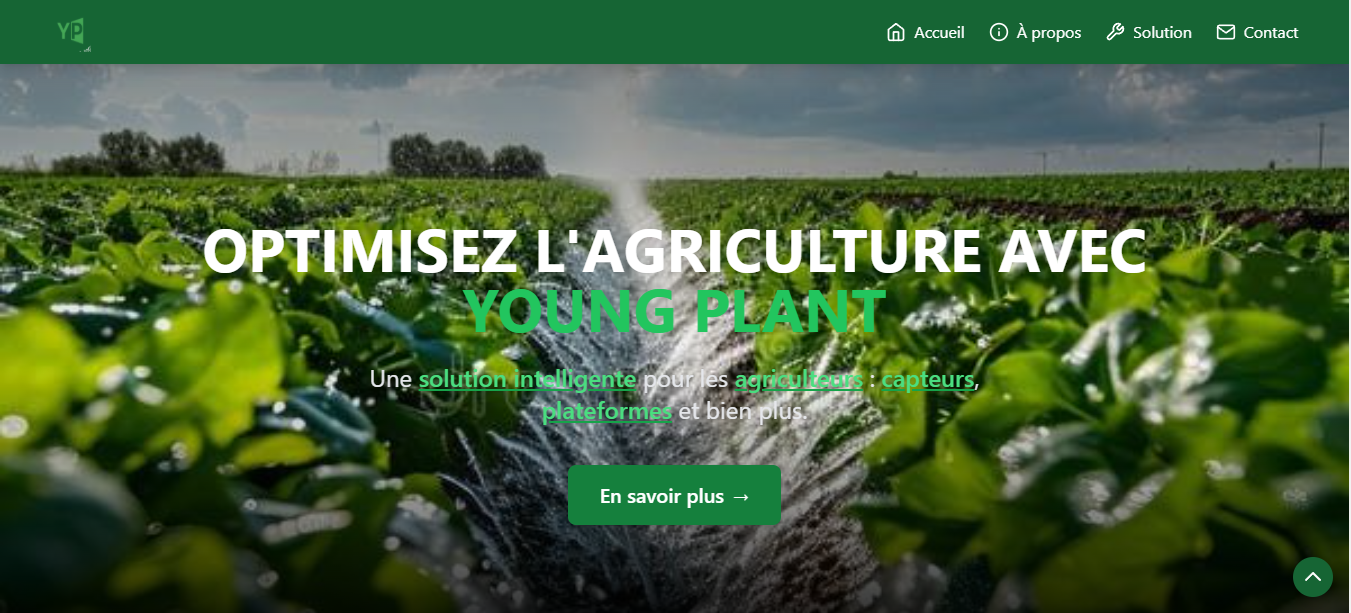 YP
Accueil
À propos
Solution
Contact
OPTIMISEZ L'AGRICULTURE AVEC
YOUNG PLANT
Une solution intelligente pour les agriculteurs : capteurs,
plateformes et bien plus.
En savoir plus →